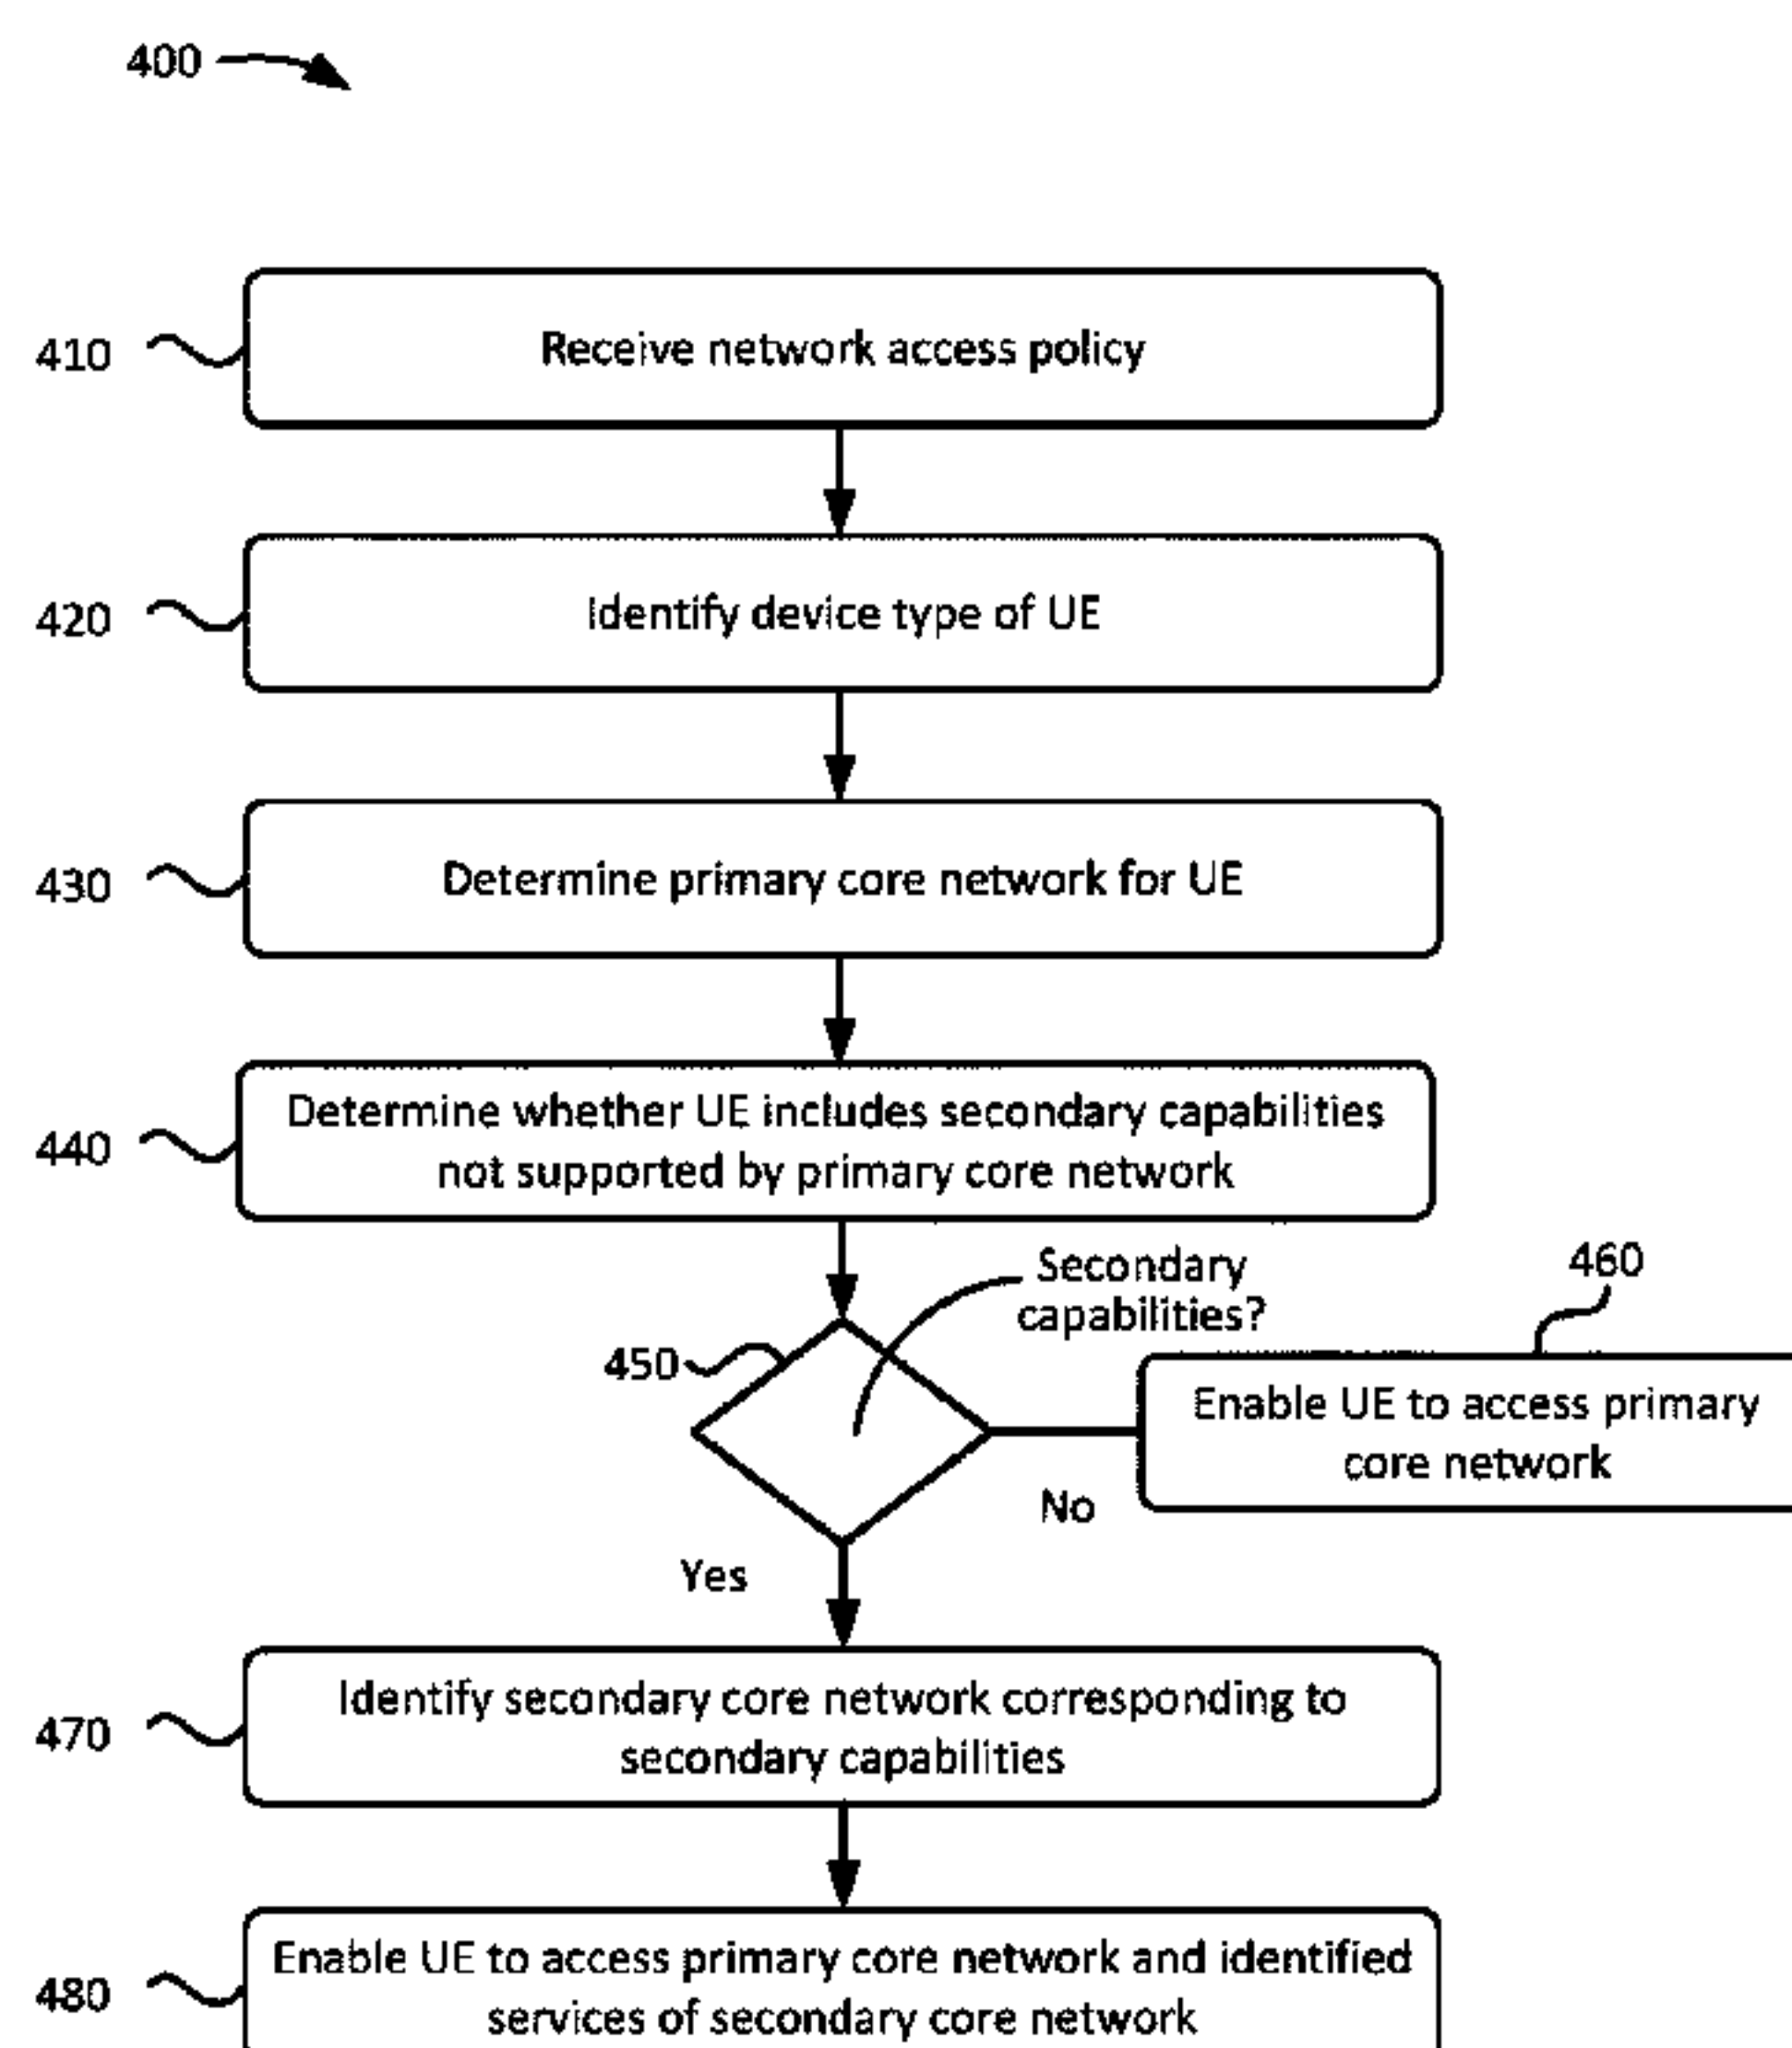 400
410
Receive network access policy
420
Identify device type of UE
430
Determine primary core network for UE
440
Determine whether UE includes secondary capabilities
not supported by primary core network
Secondary
capabilities?
450
460
Enable UE to access primary
core network
No
Yes
470
Identify secondary core network corresponding to
secondary capabilities
480
Enable UE to access primary core network and identified
services of secondary core network